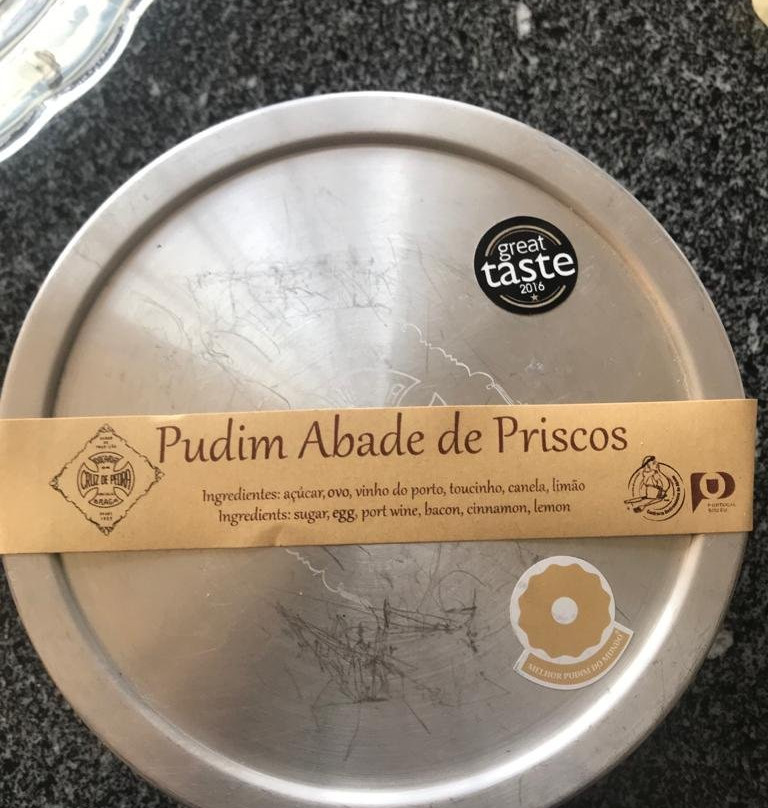 great
taste
2016
Pudim Abade de Priscos
Ingredientes: açúcar, ovo, vinho do porto, toucinho, canela, limão
Ingredients: sugar, egg, port wine, bacon, cinnamon, lemon
CRUZ DE PEDRA
BRAGA
PORTUGAL
MELHOR PUDIM DO MUNDO